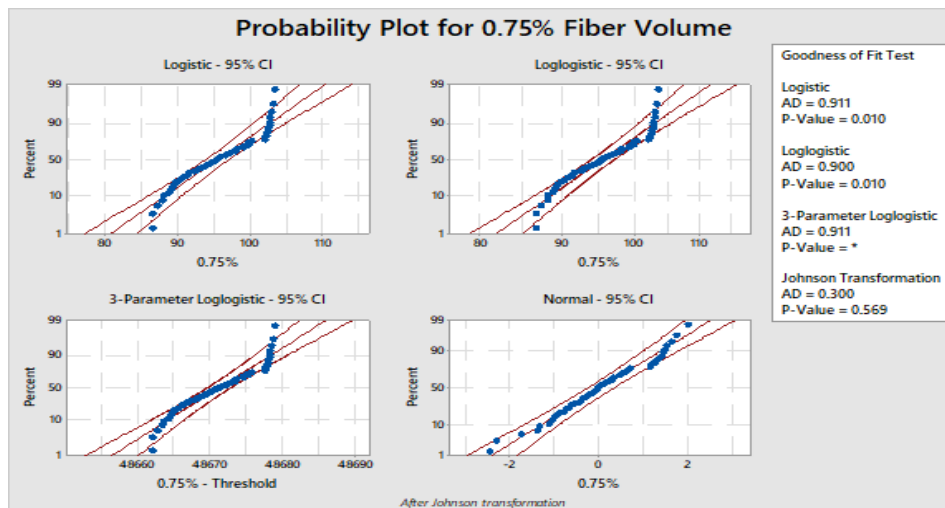 Probability Plot for 0.75% Fiber Volume
Logistic - 95% CI
99
90
50
10
1
Percent
80 90 100 110
0.75%
Loglogistic - 95% CI
99
90
50
10
1
Percent
80 90 100 110
0.75%
3-Parameter Loglogistic - 95% CI
99
90
50
10
1
Percent
48660 48670 48680 48690
0.75% - Threshold
Normal - 95% CI
99
90
50
10
1
Percent
-2 0 2
0.75%
After Johnson transformation
Goodness of Fit Test
Logistic
AD = 0.911
P-Value = 0.010
Loglogistic
AD = 0.900
P-Value = 0.010
3-Parameter Loglogistic
AD = 0.911
P-Value = *
Johnson Transformation
AD = 0.300
P-Value = 0.569